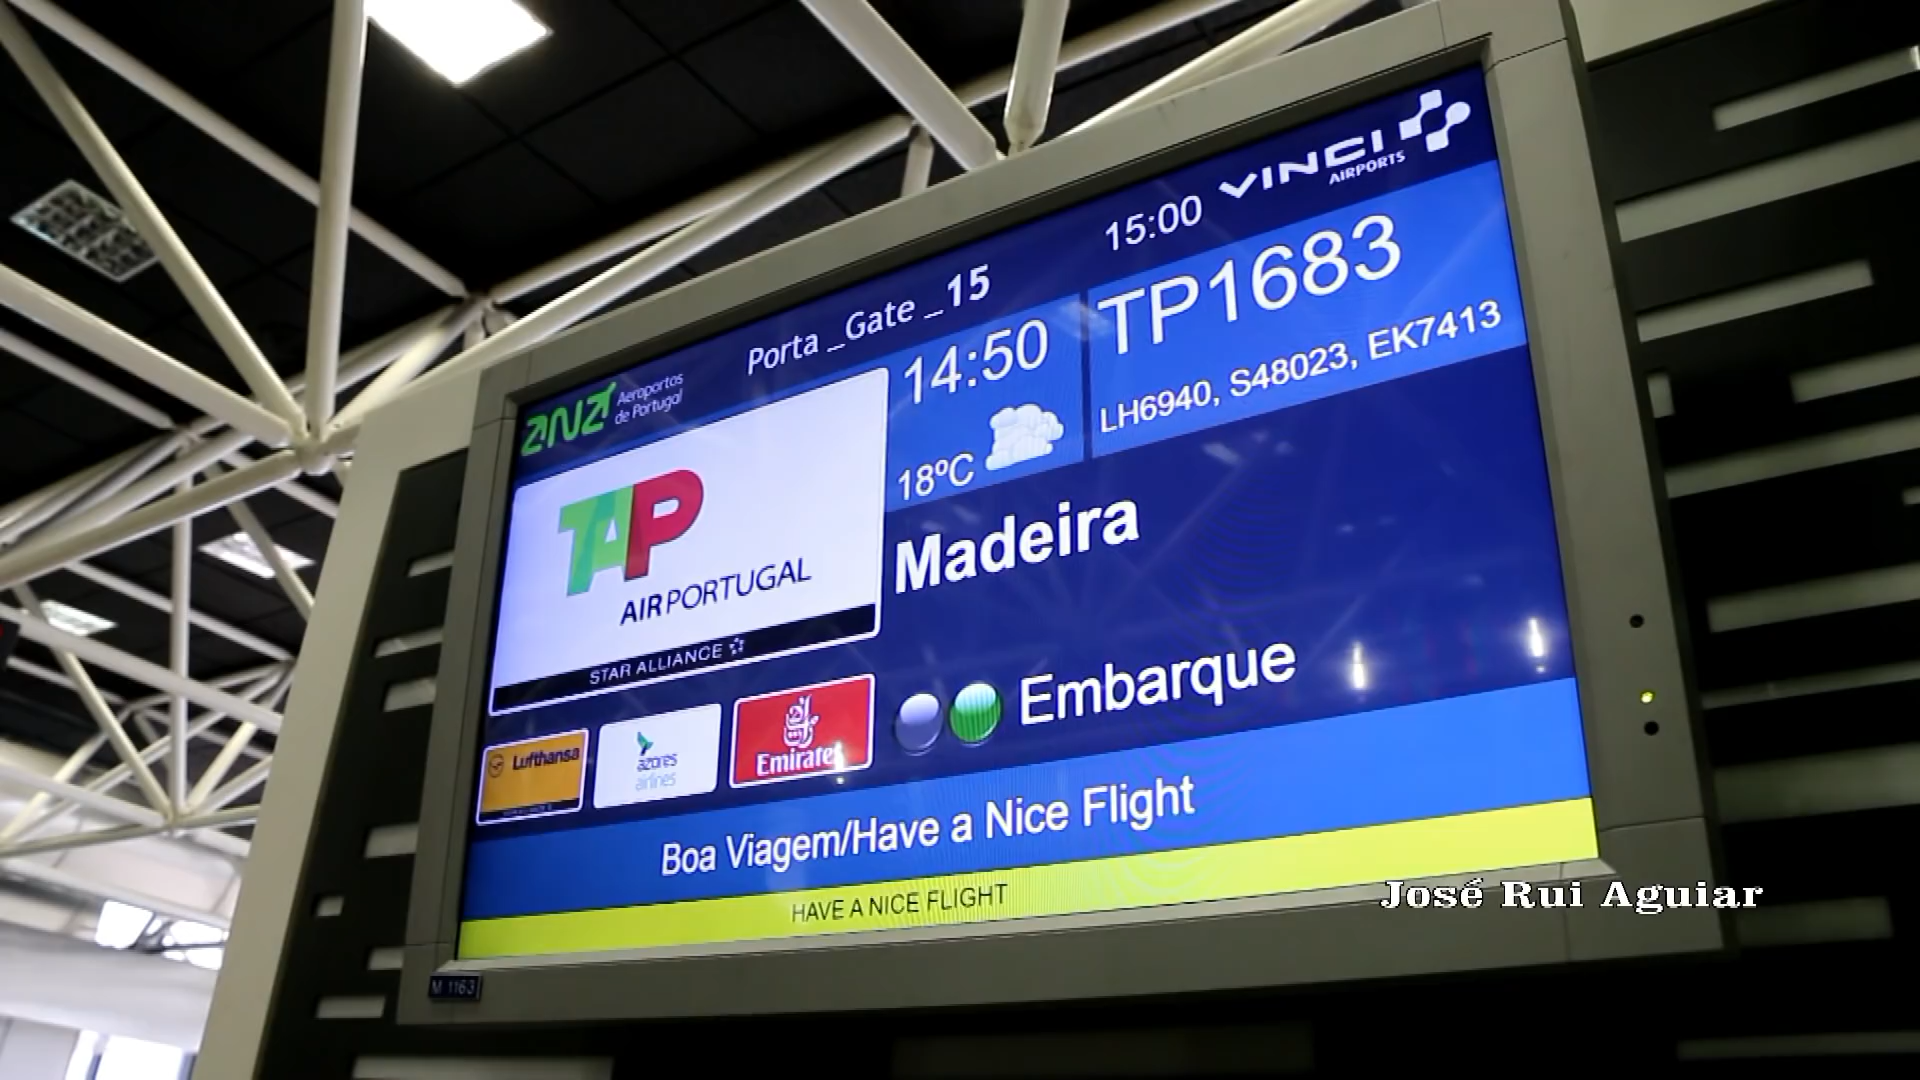 ANA Aeroportos
de Portugal
Porta _Gate _15
15:00
VINCI
AIRPORTS
14:50
TP1683
18ºC
LH6940, S48023, EK7413
TAP
AIRPORTUGAL
STAR ALLIANCE
Madeira
Lufthansa
azores
airlines
Emirates
Embarque
Boa Viagem/Have a Nice Flight
HAVE A NICE FLIGHT
José Rui Aguiar
M 1163